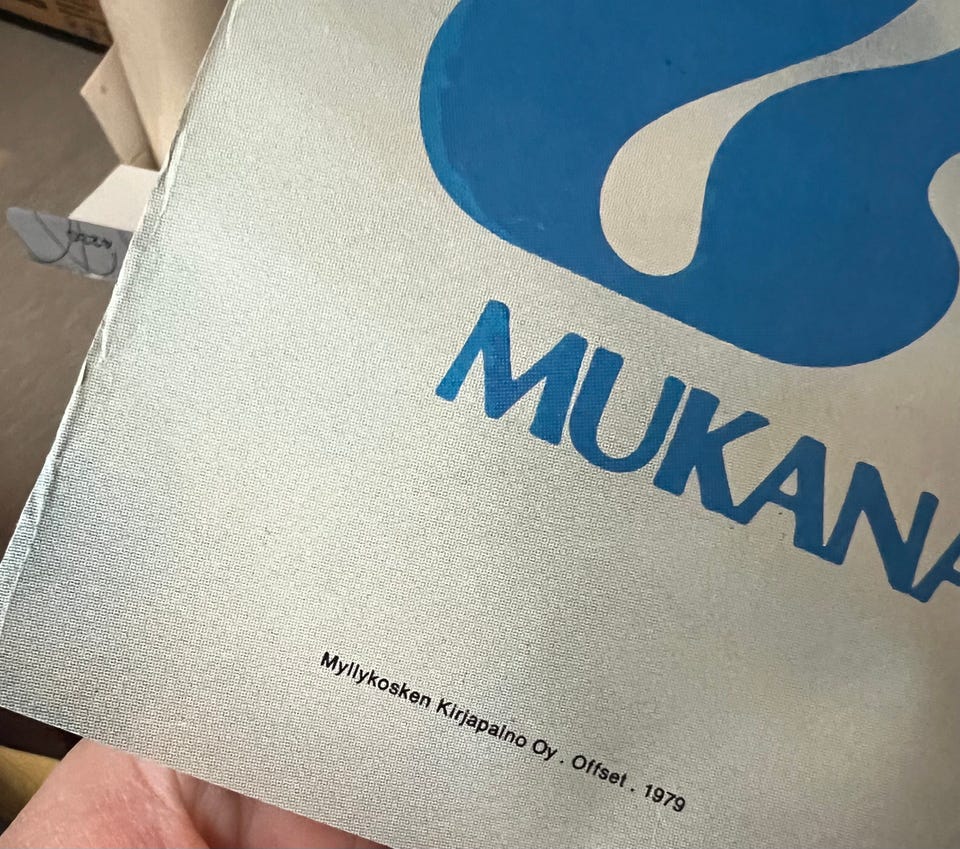 MUKANA
Myllykosken Kirjapaino Oy . Offset . 1979